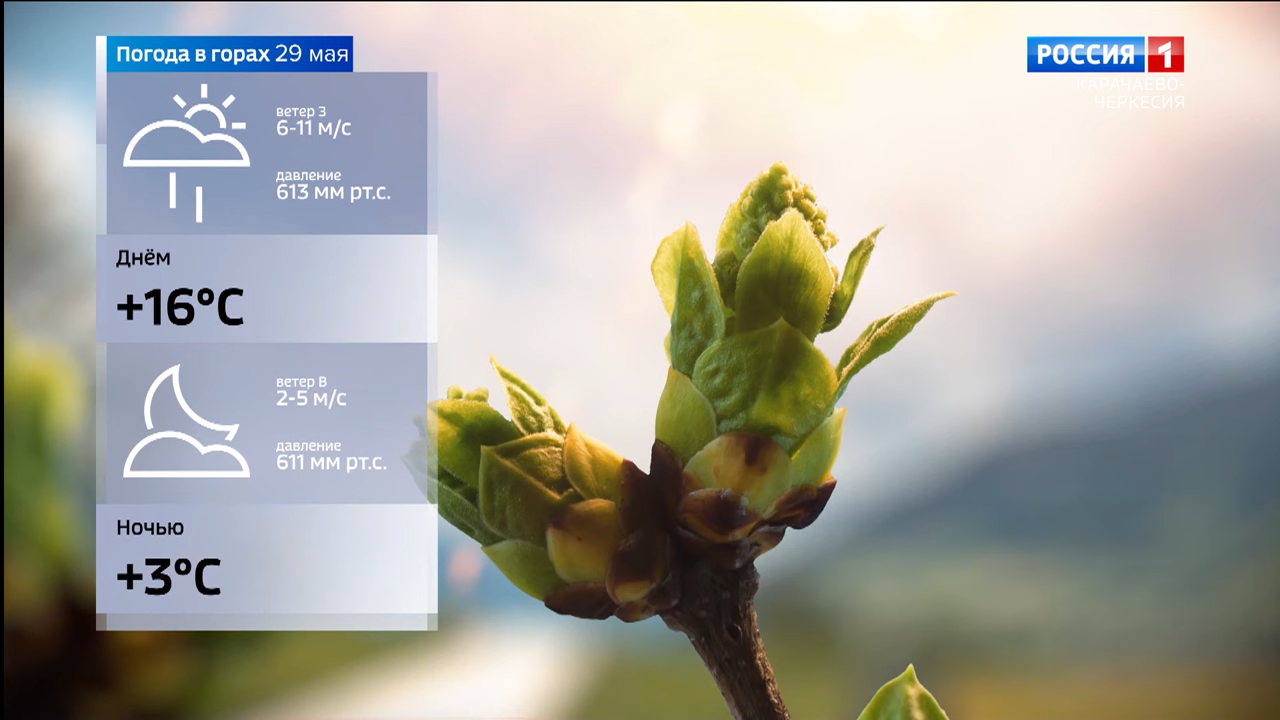 Погода в горах 29 мая
РОССИЯ 1
КАРАЧАЕВО-
ЧЕРКЕСИЯ
ветер З
6-11 м/с
давление
613 мм рт.с.
Днём
+16°C
ветер В
2-5 м/с
давление
611 мм рт.с.
Ночью
+3°C